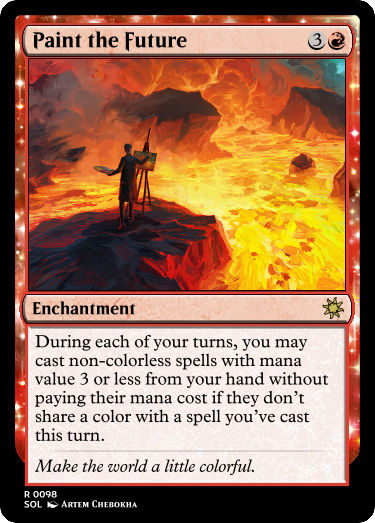 Paint the Future
3
Enchantment
During each of your turns, you may
cast non-colorless spells with mana
value 3 or less from your hand without
paying their mana cost if they don't
share a color with a spell you've cast
this turn.
Make the world a little colorful.
R 0098
SOL ARTEM CHEBOKHA